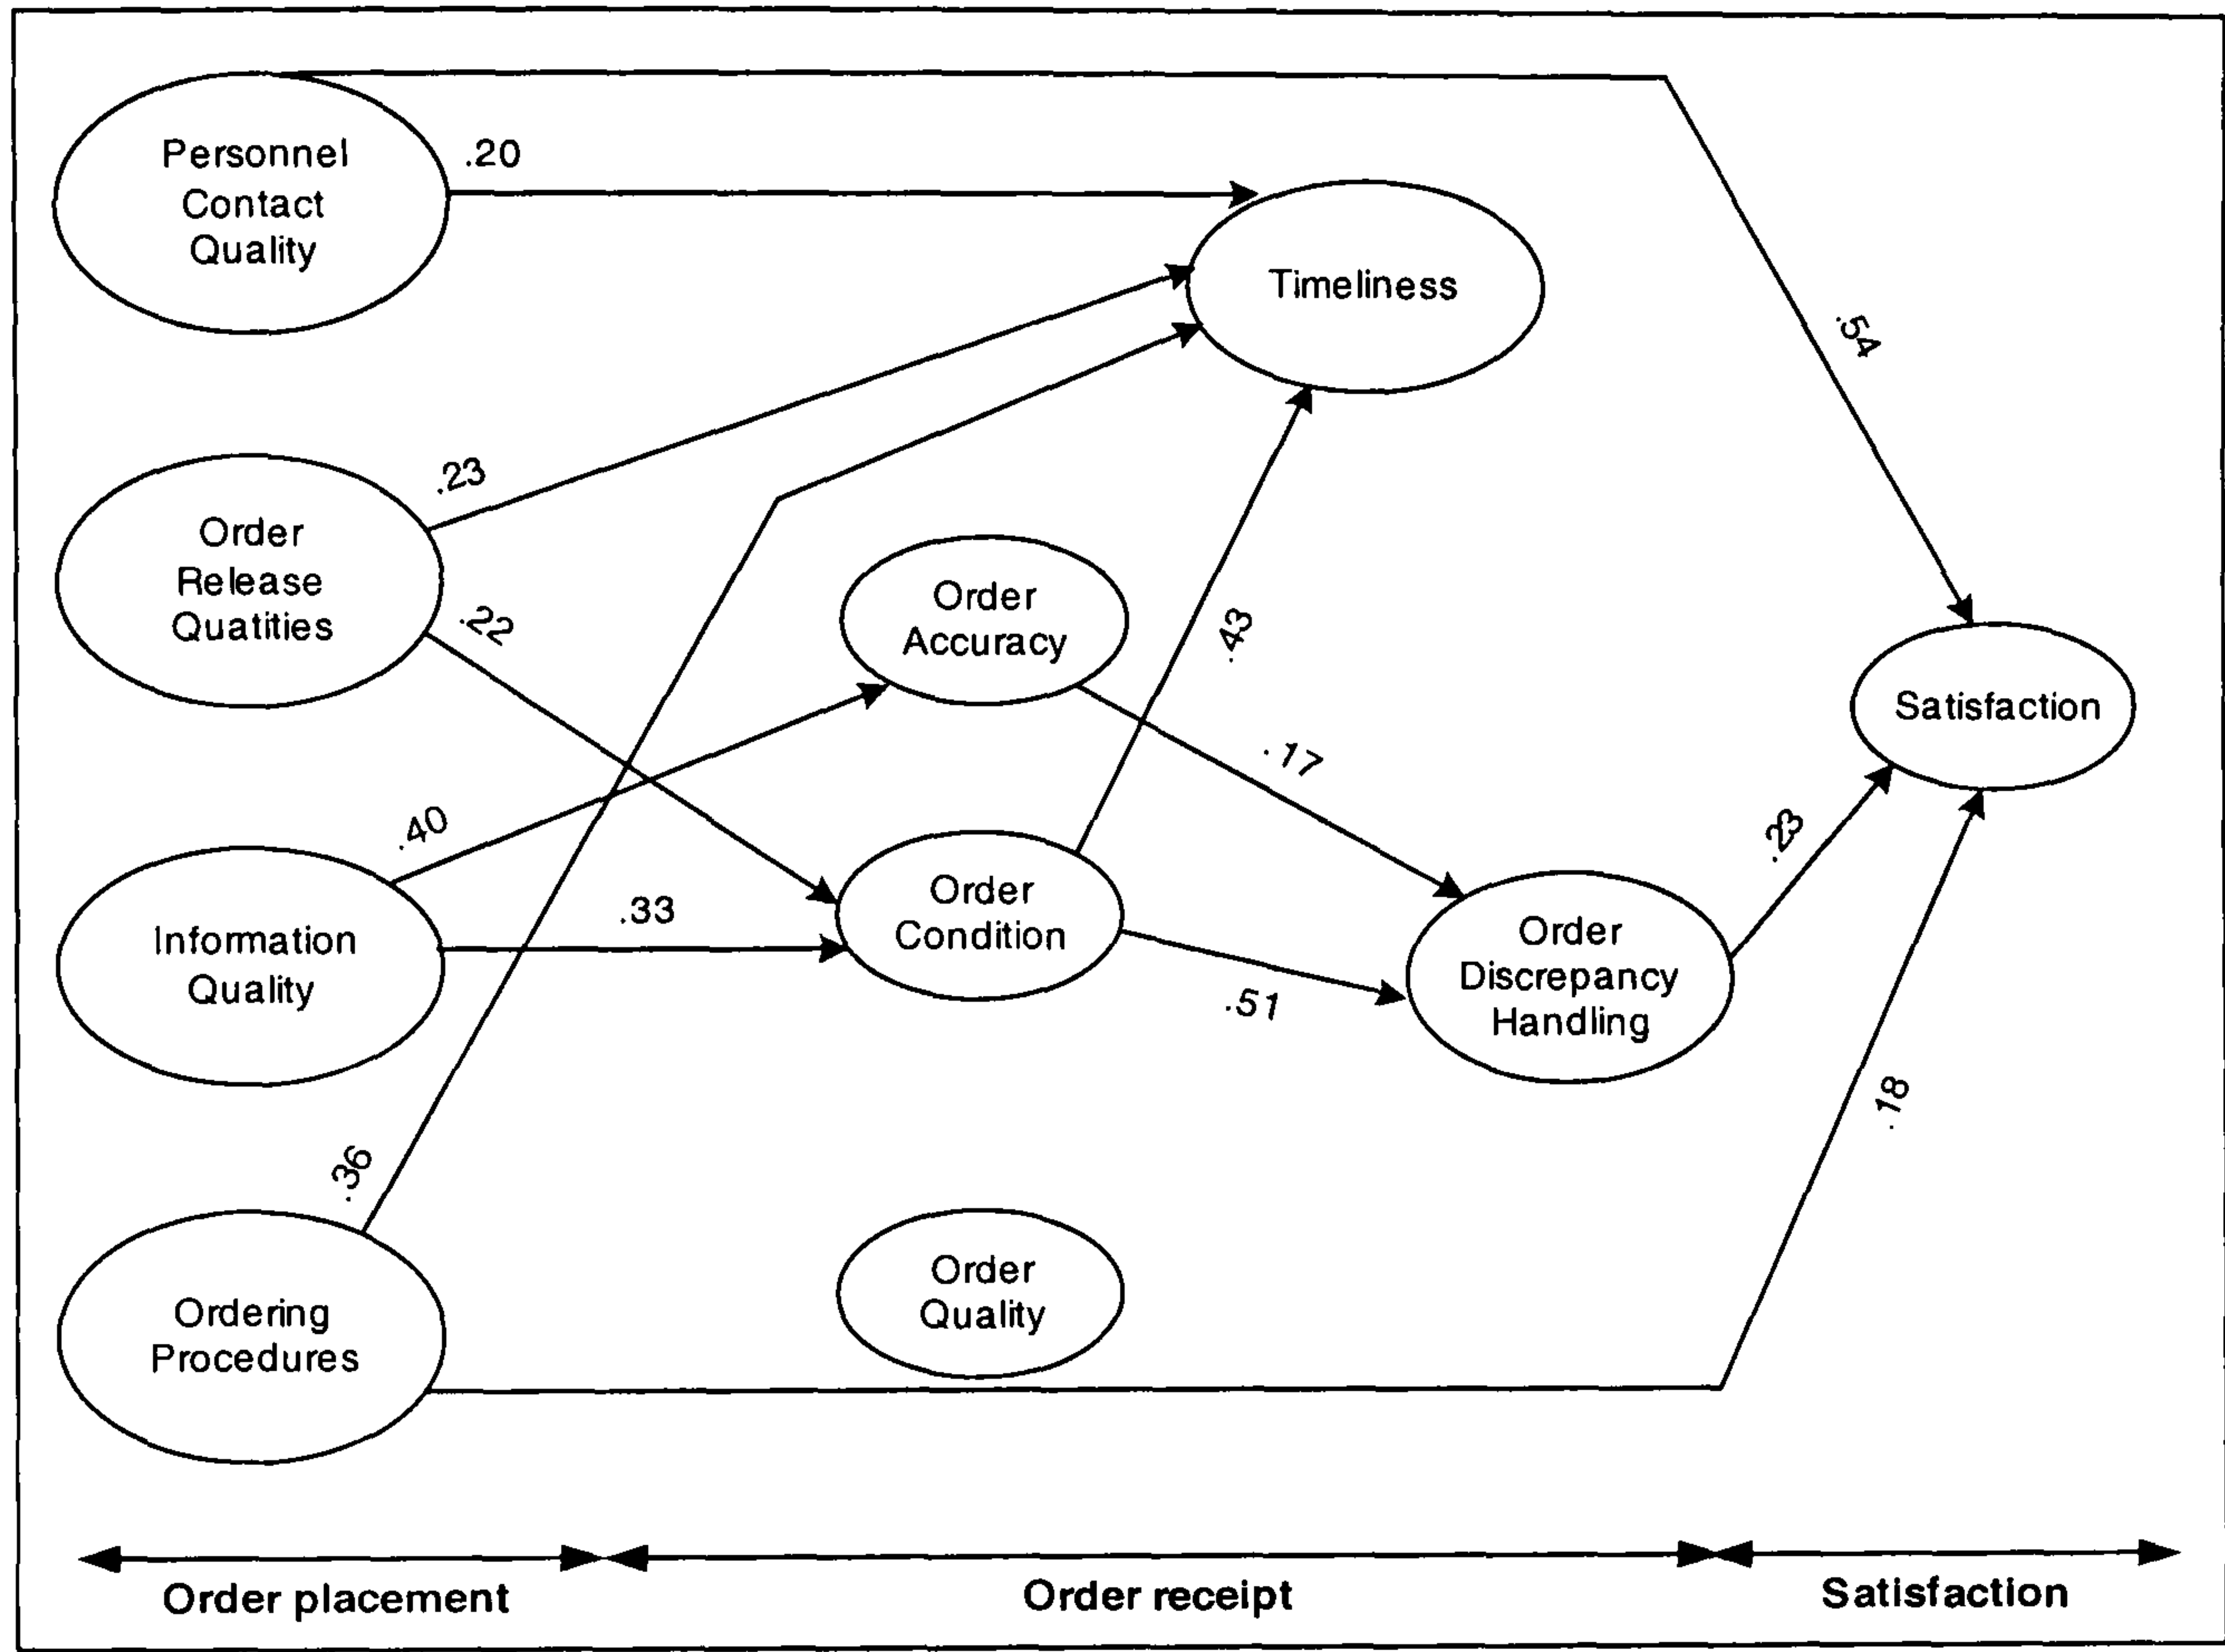 Personnel
Contact
Quality
.20
Timeliness
.54
Order
Release
Quatities
.23
.22
Order
Accuracy
.43
.17
Satisfaction
Information
Quality
.40
.33
Order
Condition
.51
Order
Discrepancy
Handling
.23
.18
Ordering
Procedures
.36
Order
Quality
Order placement
Order receipt
Satisfaction